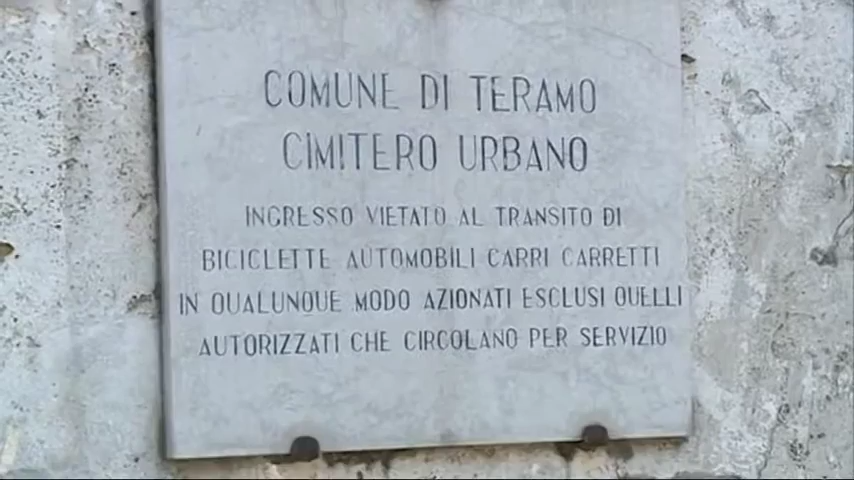 COMUNE DI TERAMO
CIMITERO URBANO
INGRESSO VIETATO AL TRANSITO DI
BICICLETTE AUTOMOBILI CARRI CARRETTI
IN QUALUNQUE MODO AZIONATI ESCLUSI QUELLI
AUTORIZZATI CHE CIRCOLANO PER SERVIZIO